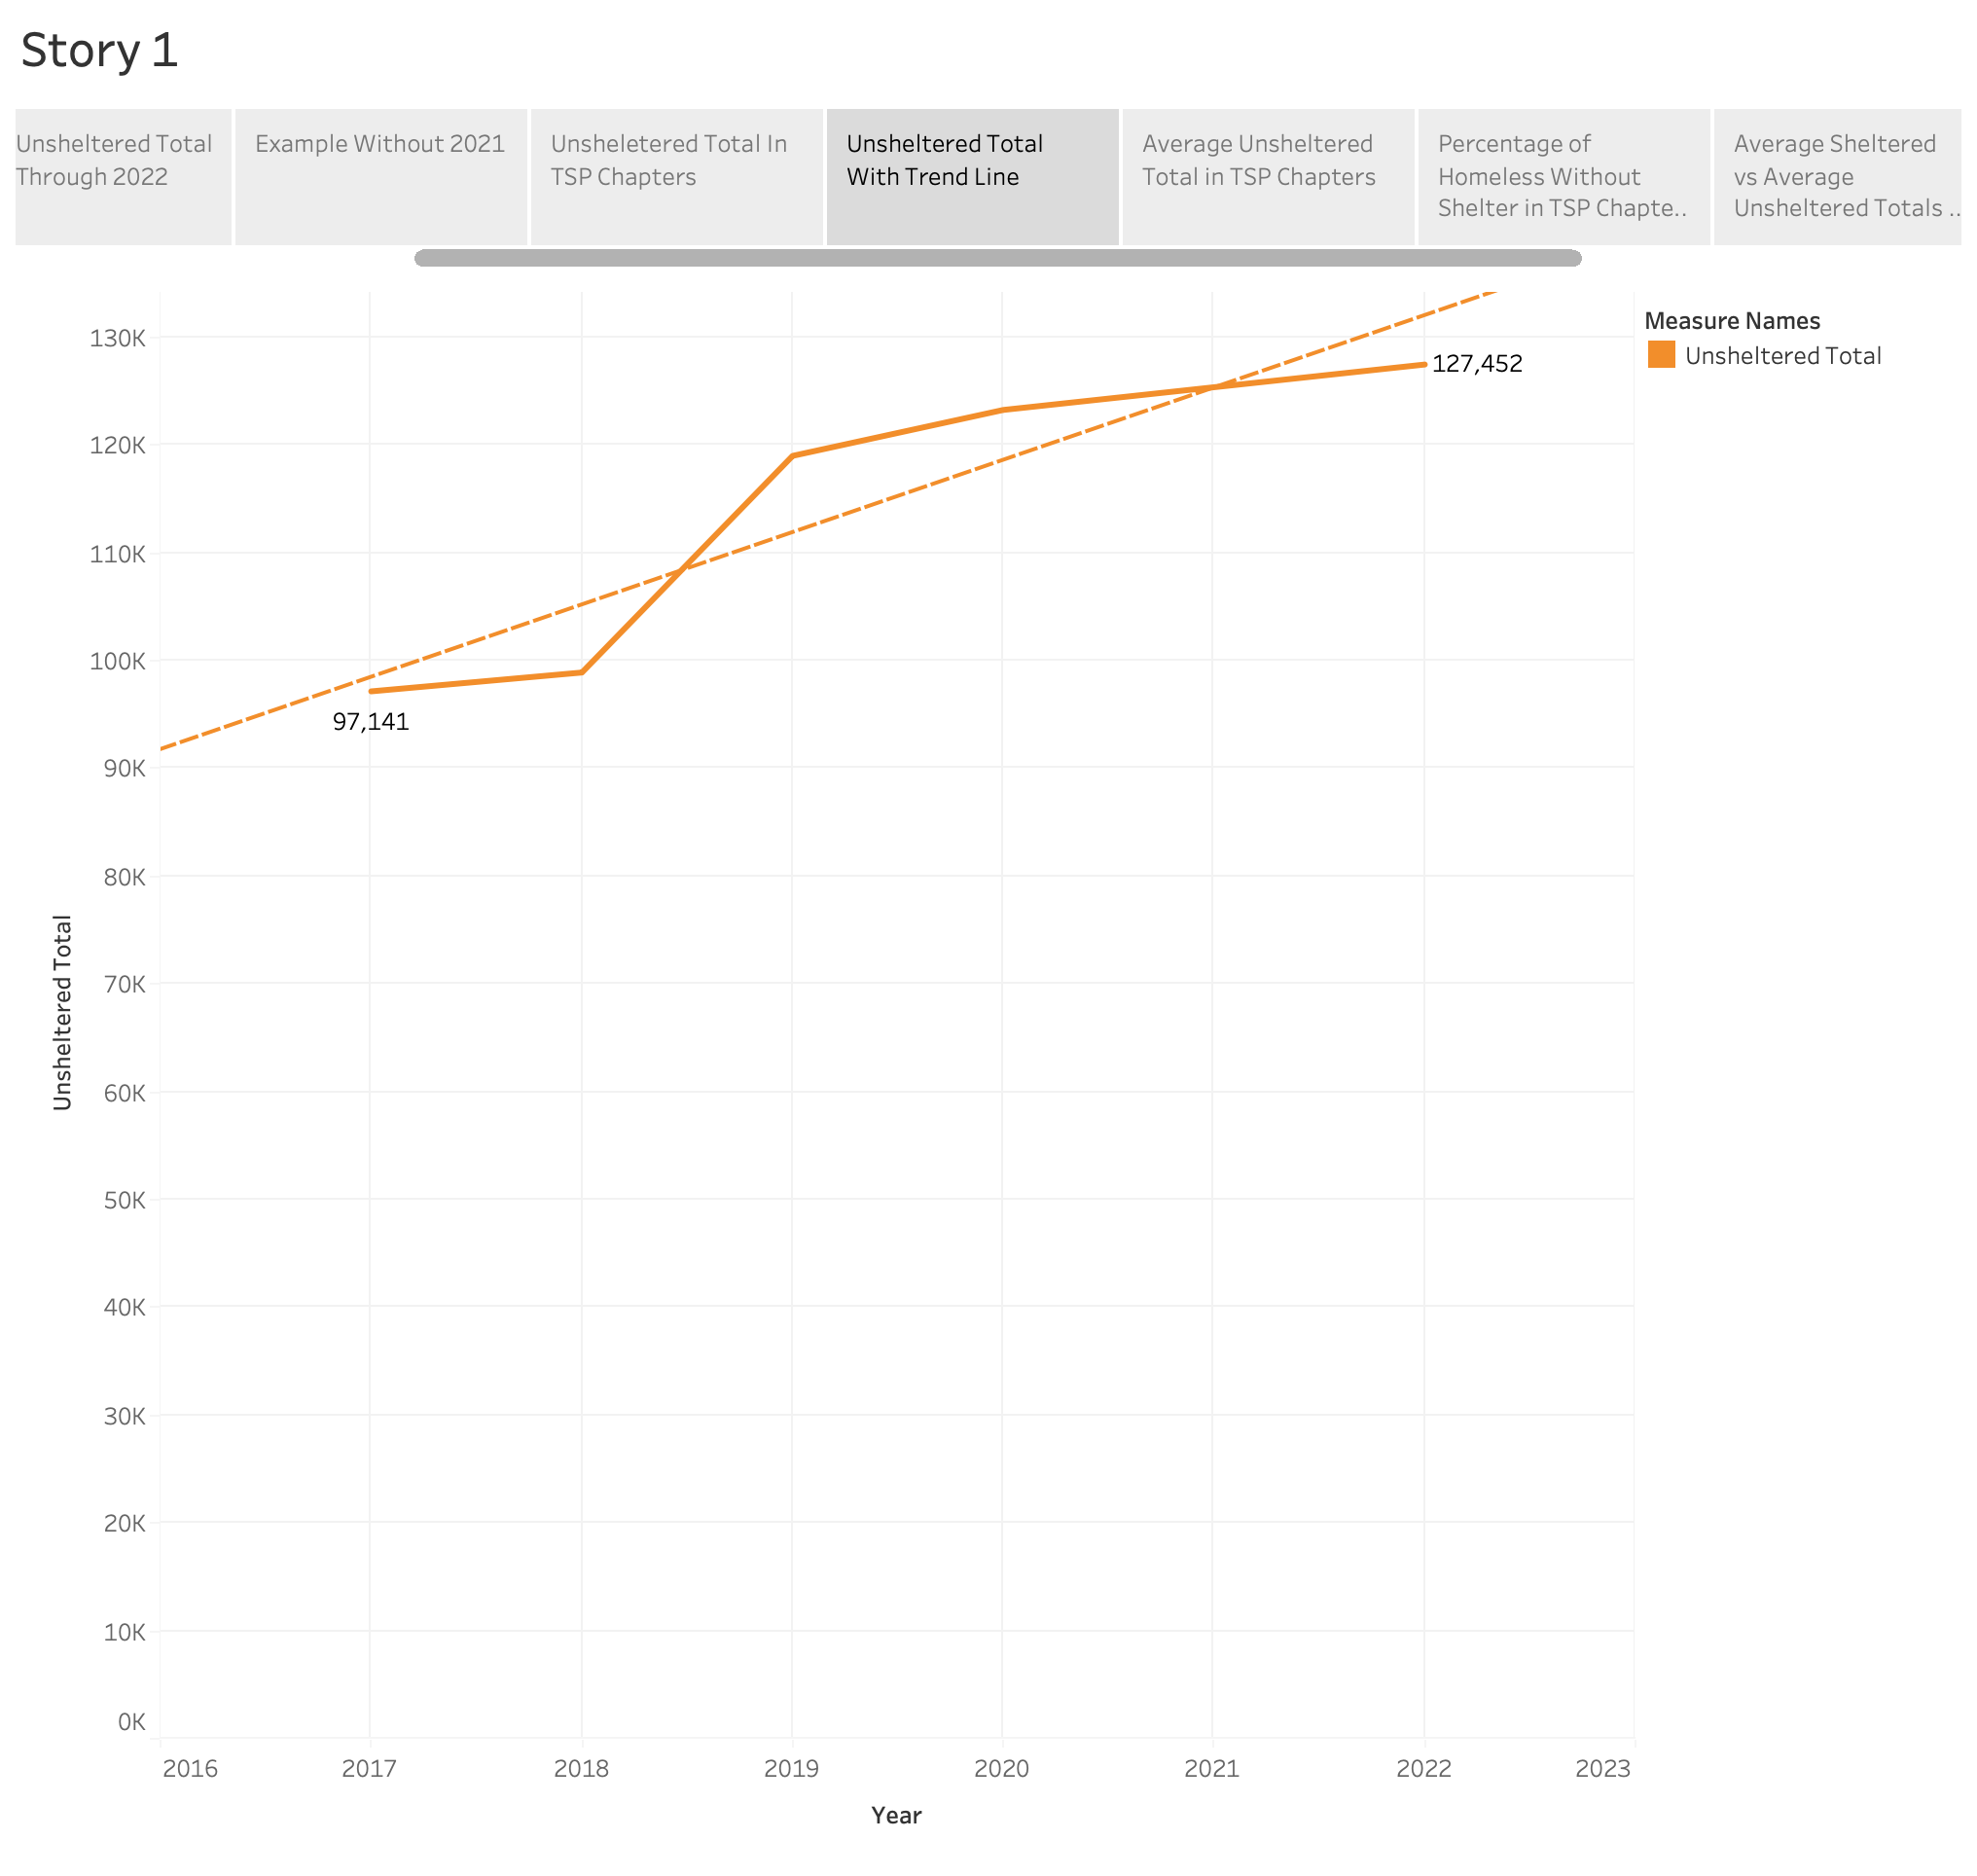 Story 1
Unsheltered Total
Through 2022
Example Without 2021
Unsheletered Total In
TSP Chapters
Unsheltered Total
With Trend Line
Average Unsheltered
Total in TSP Chapters
Percentage of
Homeless Without
Shelter in TSP Chapte..
Average Sheltered
vs Average
Unsheltered Totals ..
Measure Names
Unsheltered Total
130K
120K
110K
100K
90K
80K
70K
60K
50K
40K
30K
20K
10K
0K
Unsheltered Total
127,452
97,141
2016
2017
2018
2019
2020
2021
2022
2023
Year